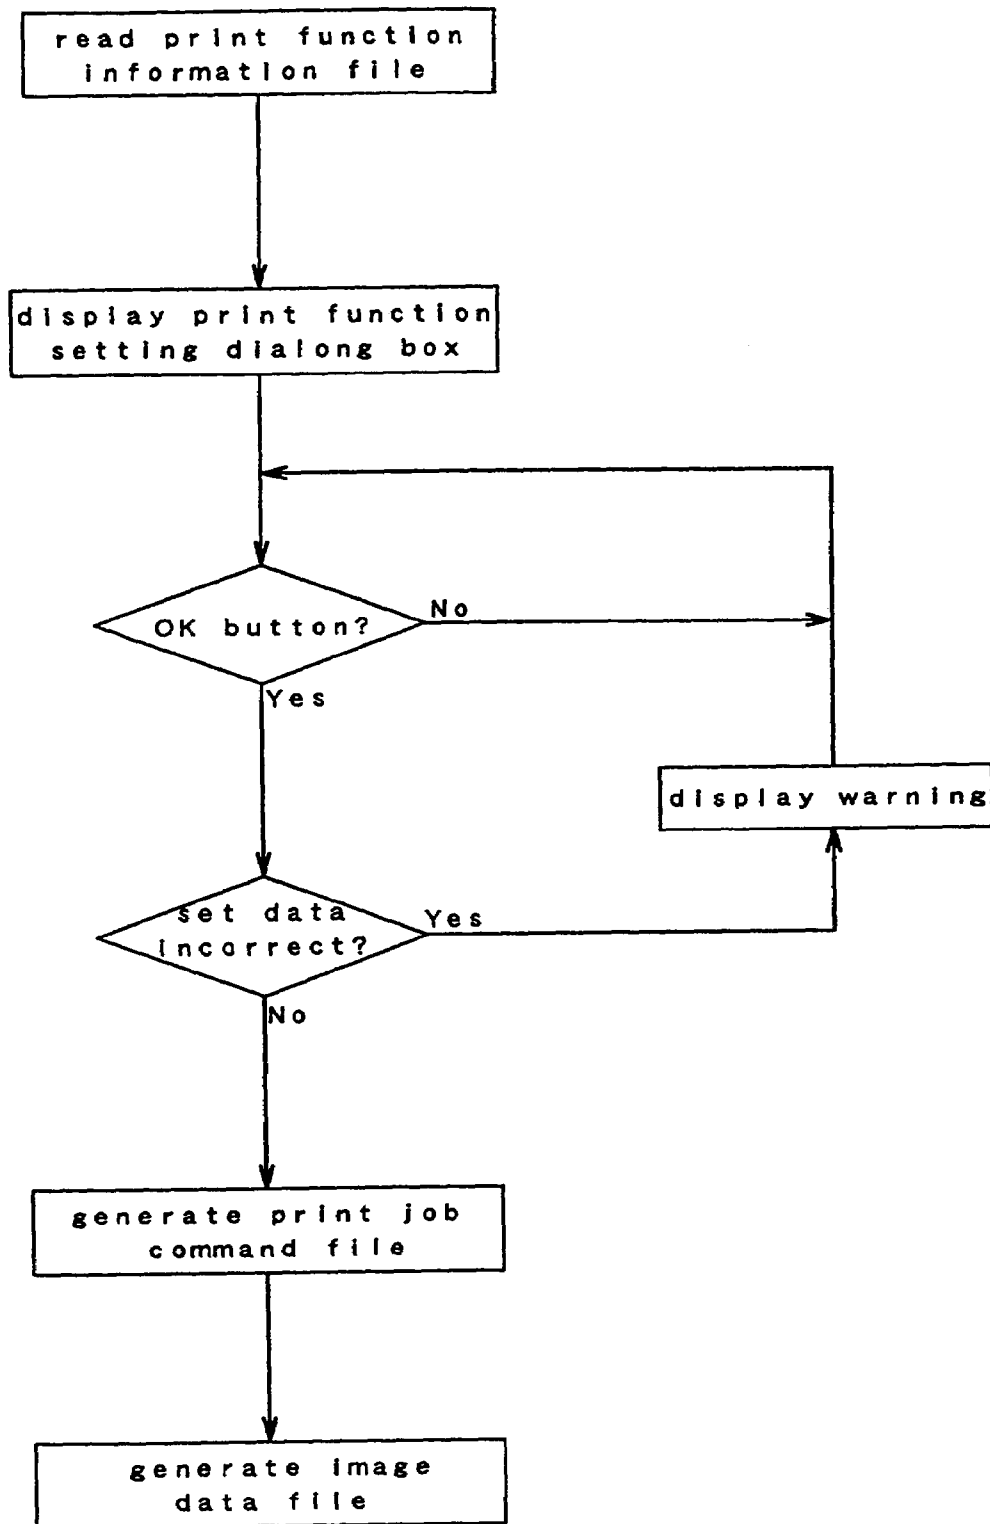 read print function
information file
display print function
setting dialong box
OK button?
No
Yes
display warning
set data
incorrect?
Yes
No
generate print job
command file
generate image
data file